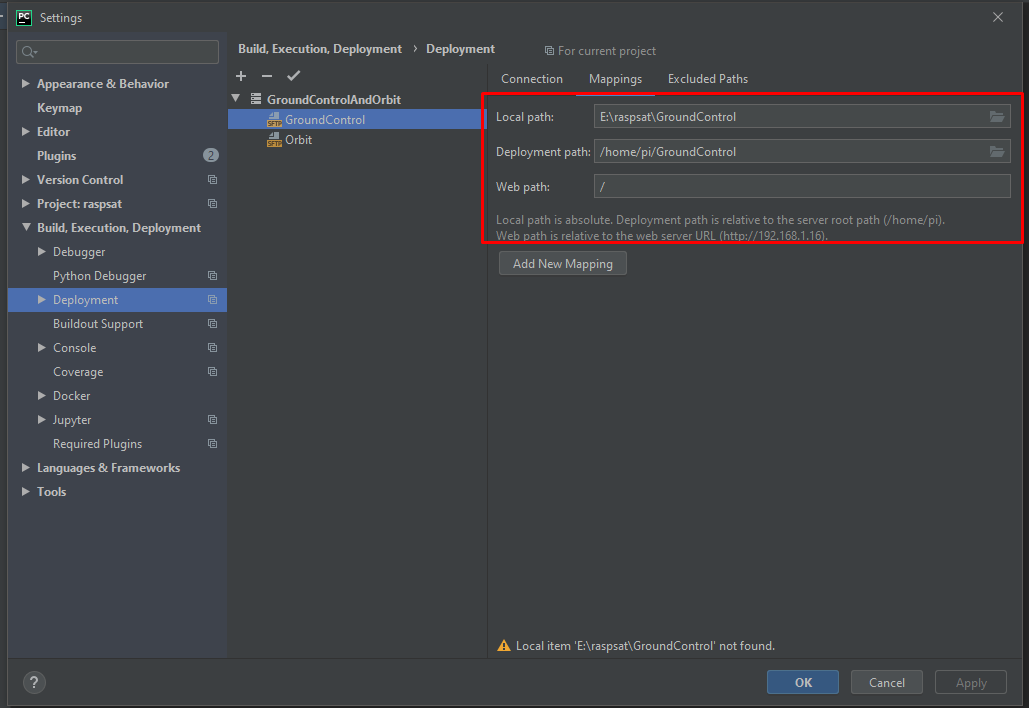 PC Settings
Build, Execution, Deployment › Deployment For current project
Appearance & Behavior
Keymap
Editor
Plugins 2
Version Control
Project: raspsat
Build, Execution, Deployment
Debugger
Python Debugger
Deployment
Buildout Support
Console
Coverage
Docker
Jupyter
Required Plugins
Languages & Frameworks
Tools
GroundControlAndOrbit
SFTP GroundControl
SFTP Orbit
Connection Mappings Excluded Paths
Local path: E:\raspsat\GroundControl
Deployment path: /home/pi/GroundControl
Web path: /
Local path is absolute. Deployment path is relative to the server root path (/home/pi).
Web path is relative to the web server URL (http://192.168.1.16).
Add New Mapping
Local item 'E:\raspsat\GroundControl' not found.
? OK Cancel Apply